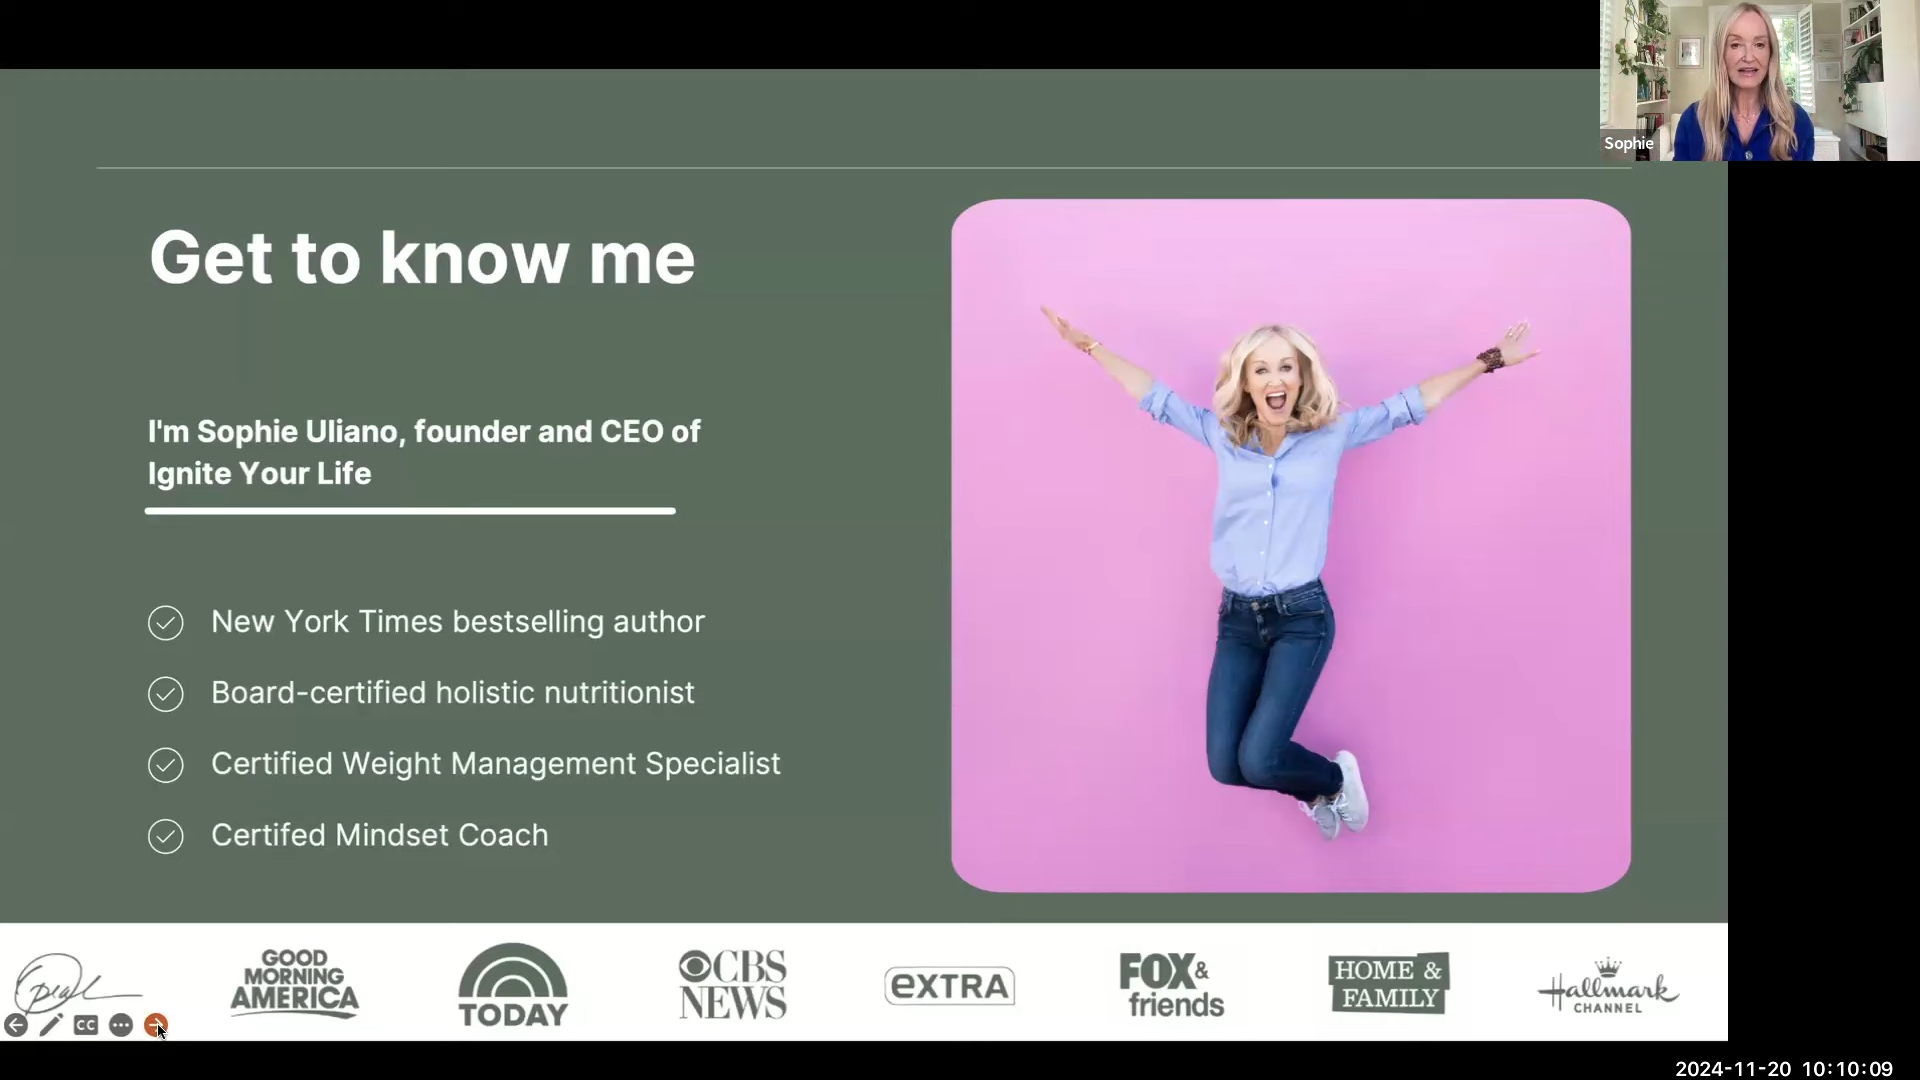 Sophie
Get to know me
I'm Sophie Uliano, founder and CEO of
Ignite Your Life
New York Times bestselling author
Board-certified holistic nutritionist
Certified Weight Management Specialist
Certifed Mindset Coach
Oprah
GOOD
MORNING
AMERICA
TODAY
CBS
NEWS
eXTRA
FOX&
friends
HOME &
FAMILY
Hallmark
CHANNEL
CC
2024-11-20 10:10:09